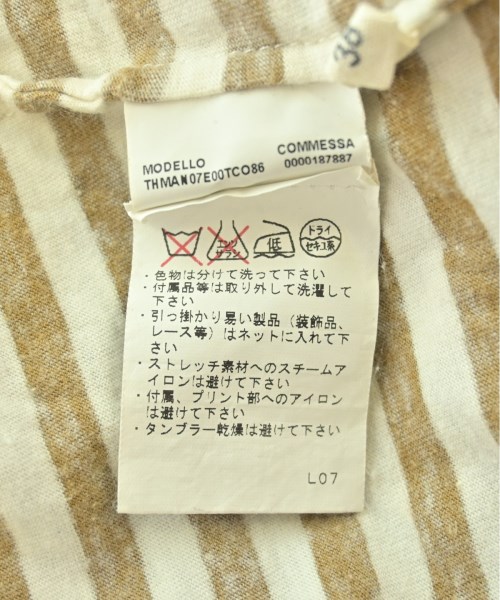 38
MODELLO COMMESSA
THMAN07E00TCO86 0000187887
エンソ サラシ 低 ドライ セキユ系
・色物は分けて洗って下さい
・付属品等は取り外して洗濯して
下さい
・引っ掛かり易い製品（装飾品、
レース等）はネットに入れて下
さい
・ストレッチ素材へのスチームア
イロンは避けて下さい
・付属、プリント部へのアイロン
は避けて下さい
・タンブラー乾燥は避けて下さい
L07